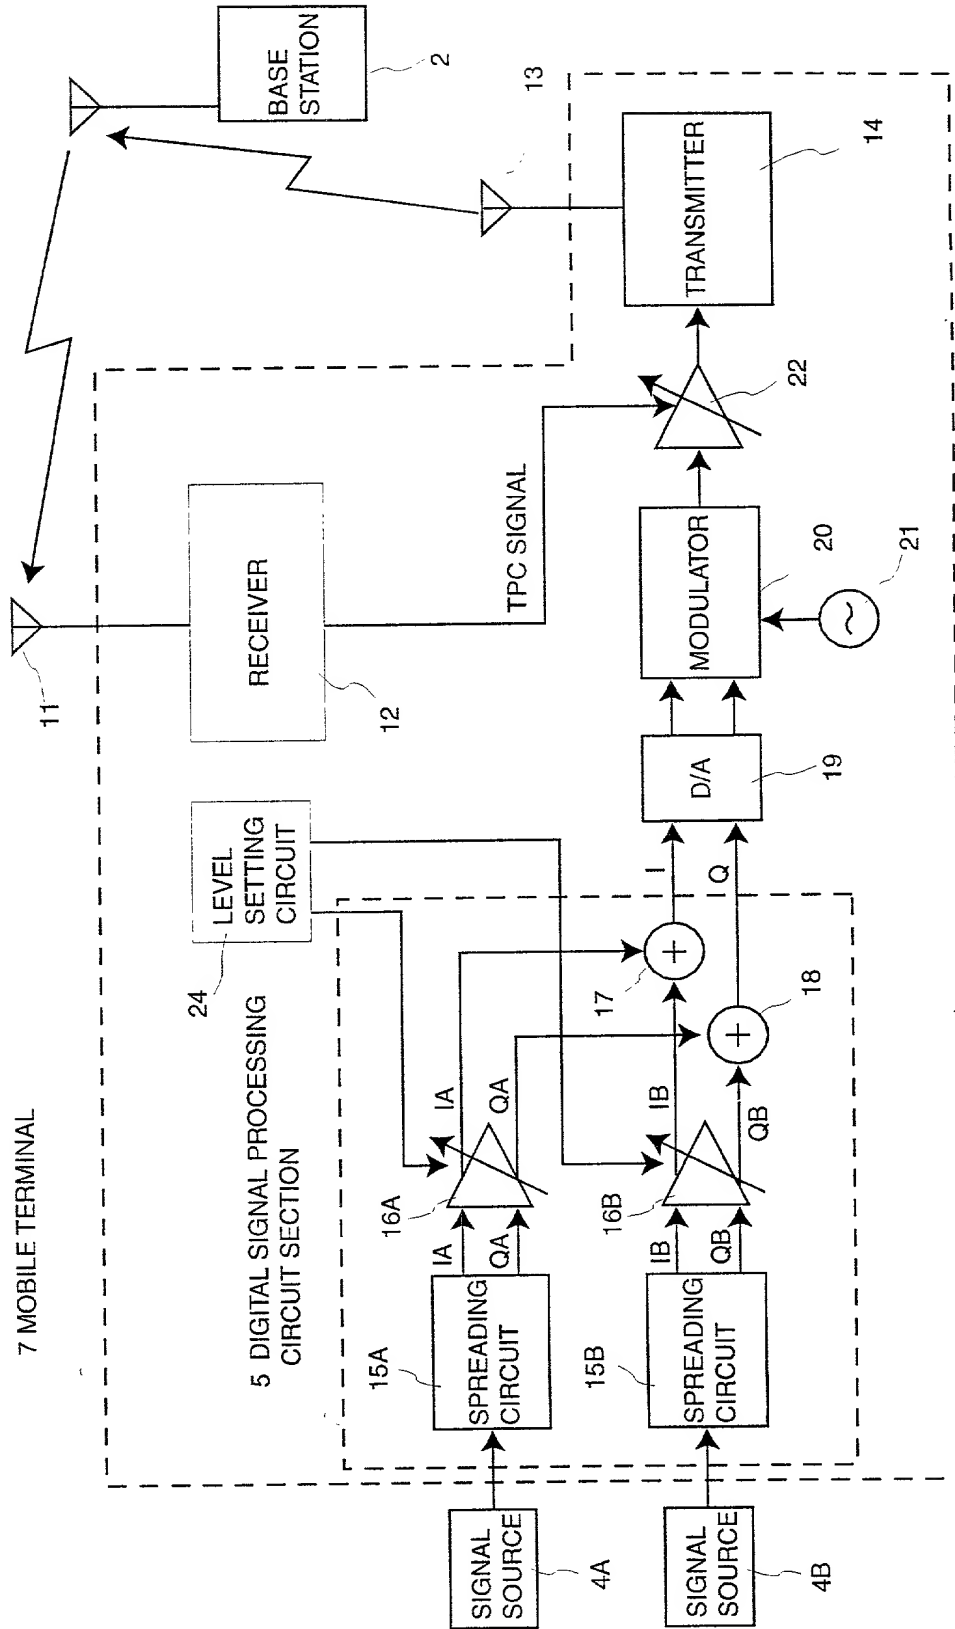 7 MOBILE TERMINAL
5 DIGITAL SIGNAL PROCESSING
CIRCUIT SECTION
11
RECEIVER
12
BASE
STATION
2
13
24
LEVEL
SETTING
CIRCUIT
TPC SIGNAL
SIGNAL
SOURCE
4A
15A
SPREADING
CIRCUIT
IA
QA
16A
IA
QA
17
I
D/A
19
MODULATOR
20
21
22
TRANSMITTER
14
SIGNAL
SOURCE
4B
15B
SPREADING
CIRCUIT
IB
QB
16B
IB
QB
18
Q